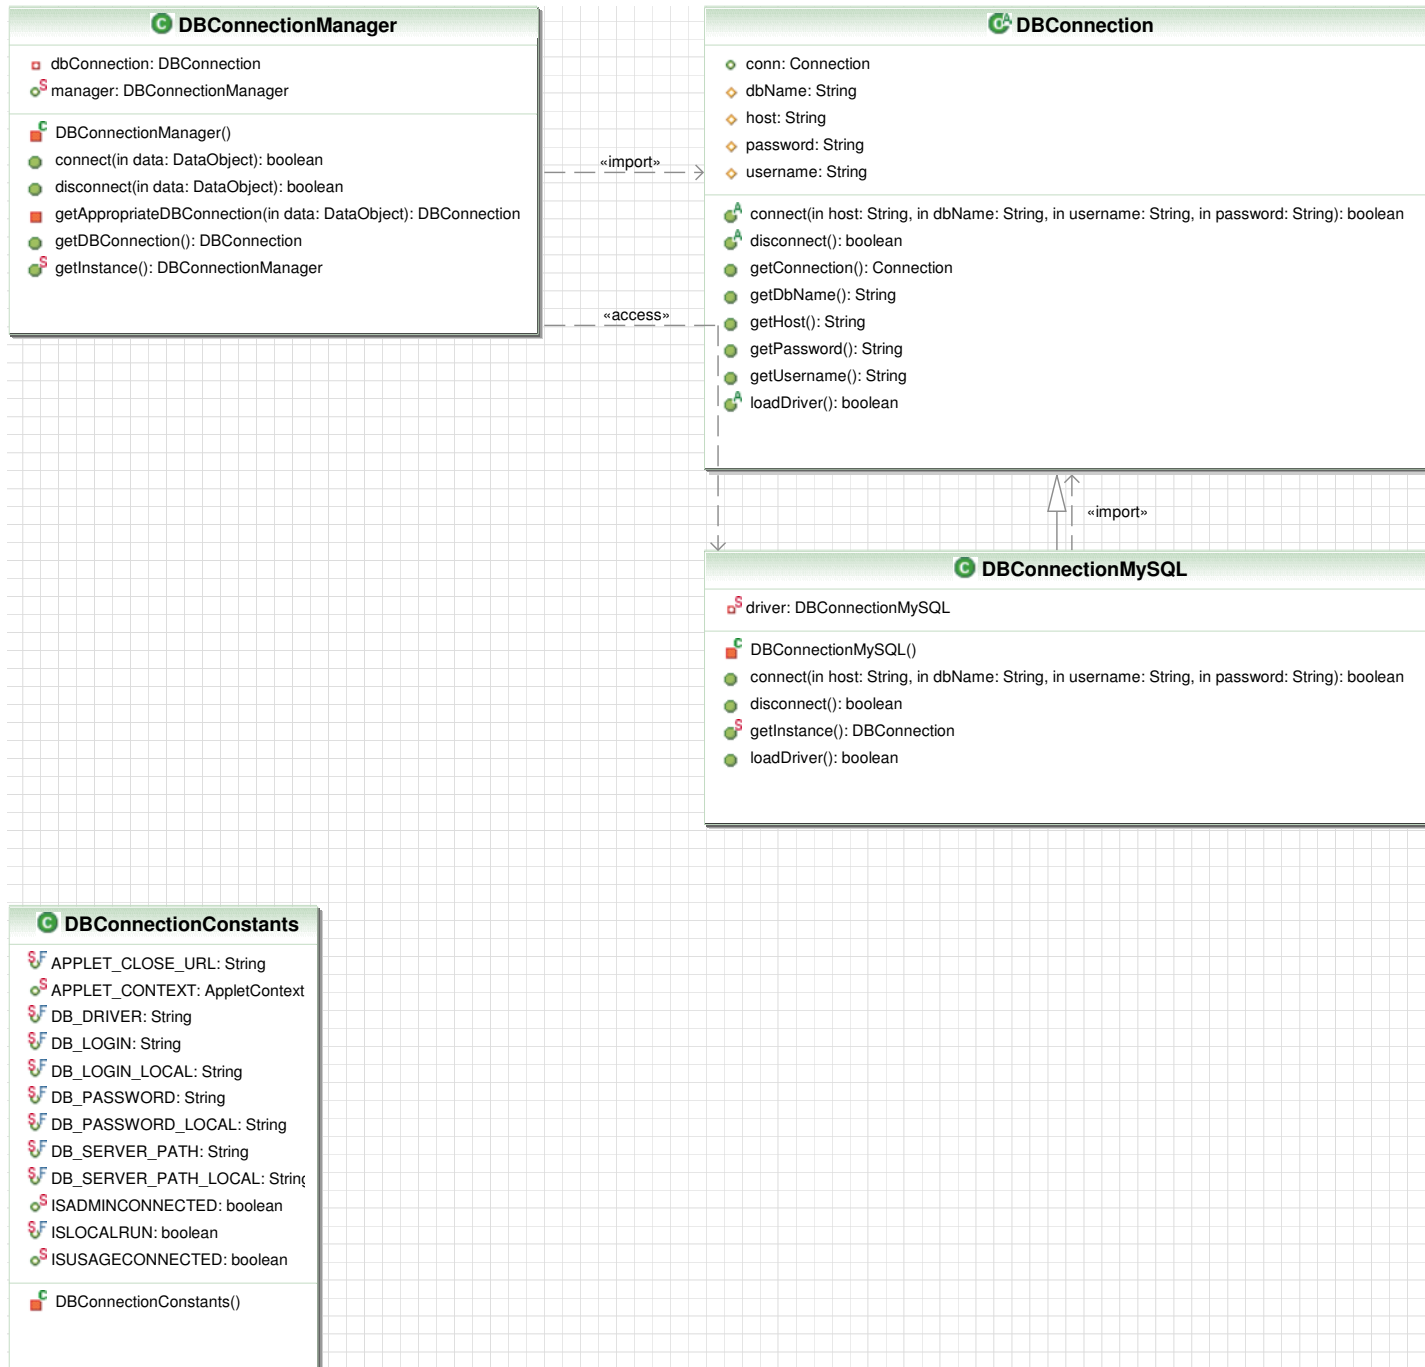 DBConnectionManager
dbConnection: DBConnection
manager: DBConnectionManager
DBConnectionManager()
connect(in data: DataObject): boolean
disconnect(in data: DataObject): boolean
getAppropriateDBConnection(in data: DataObject): DBConnection
getDBConnection(): DBConnection
getInstance(): DBConnectionManager
«import»
«access»
DBConnection
conn: Connection
dbName: String
host: String
password: String
username: String
connect(in host: String, in dbName: String, in username: String, in password: String): boolean
disconnect(): boolean
getConnection(): Connection
getDbName(): String
getHost(): String
getPassword(): String
getUsername(): String
loadDriver(): boolean
«import»
DBConnectionMySQL
driver: DBConnectionMySQL
DBConnectionMySQL()
connect(in host: String, in dbName: String, in username: String, in password: String): boolean
disconnect(): boolean
getInstance(): DBConnection
loadDriver(): boolean
DBConnectionConstants
APPLET_CLOSE_URL: String
APPLET_CONTEXT: AppletContext
DB_DRIVER: String
DB_LOGIN: String
DB_LOGIN_LOCAL: String
DB_PASSWORD: String
DB_PASSWORD_LOCAL: String
DB_SERVER_PATH: String
DB_SERVER_PATH_LOCAL: String
ISADMINCONNECTED: boolean
ISLOCALRUN: boolean
ISUSAGECONNECTED: boolean
DBConnectionConstants()